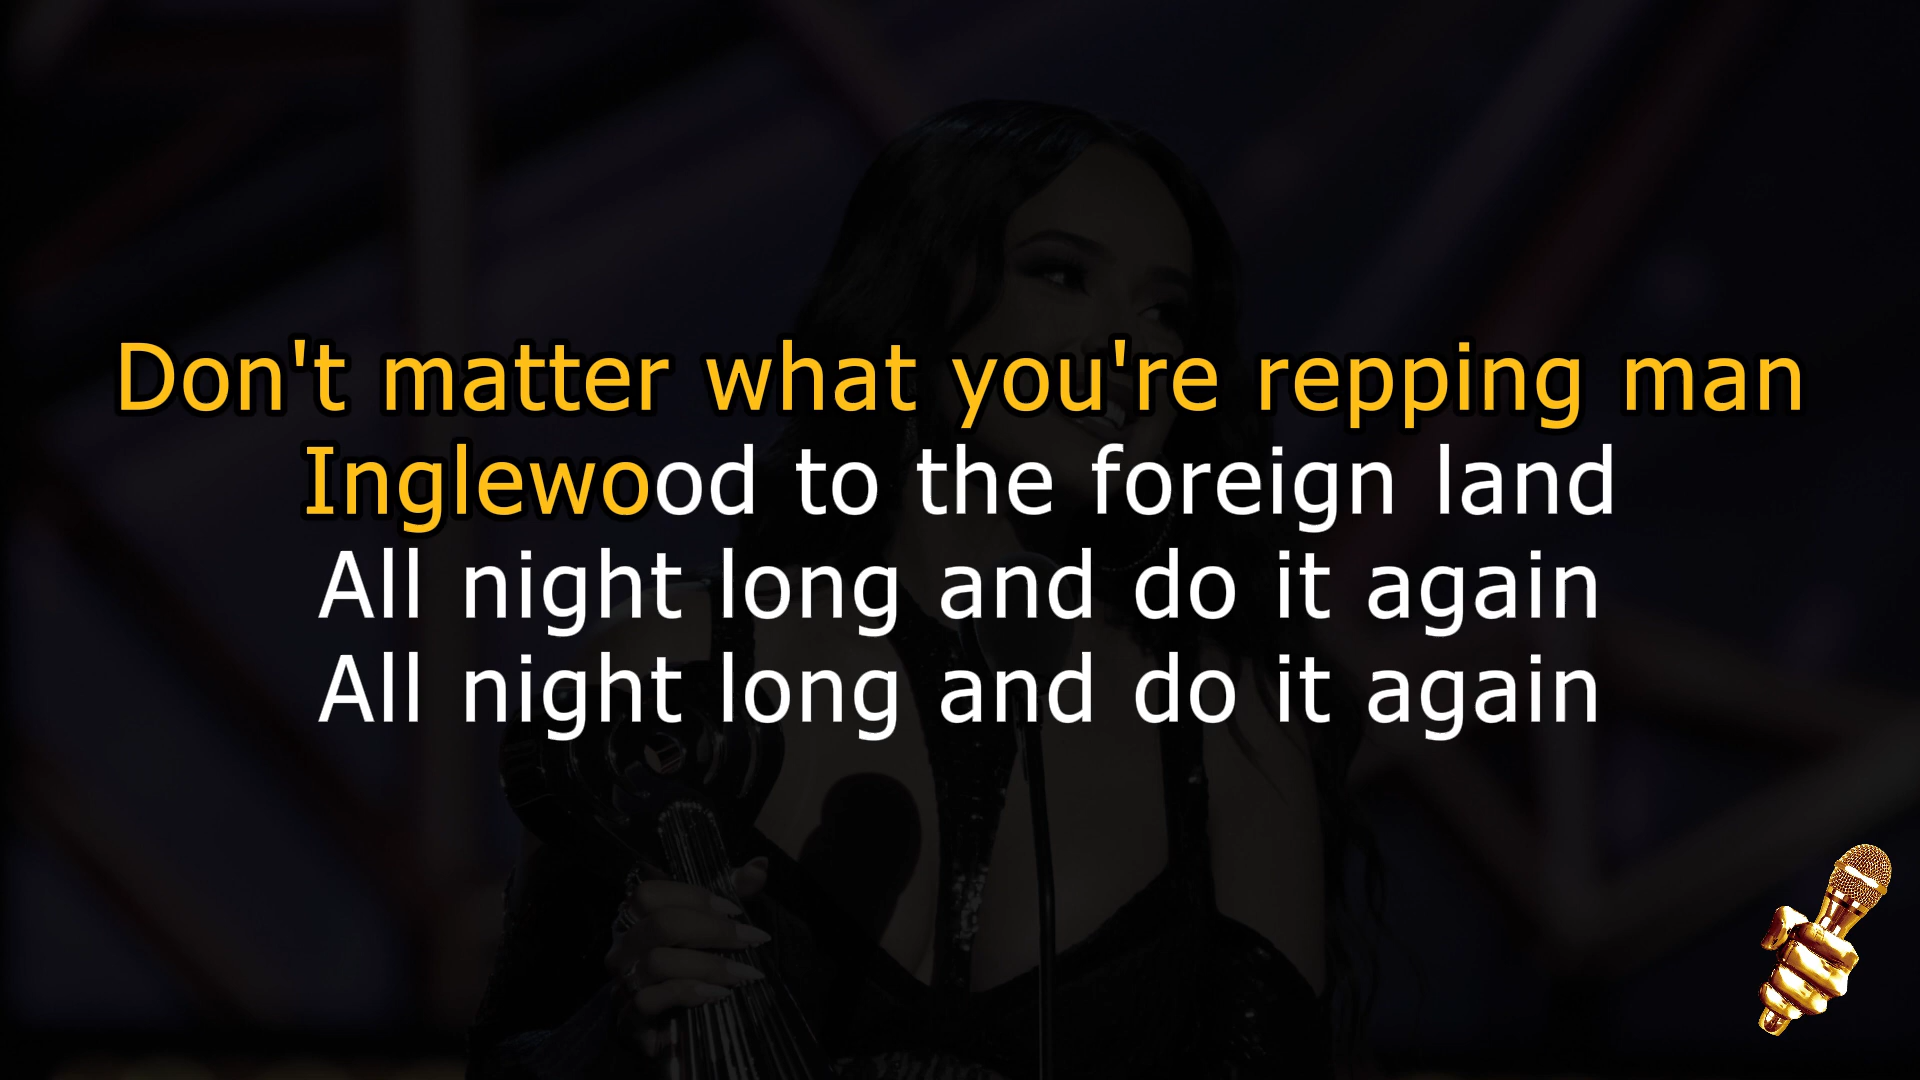 Don't matter what you're repping man
Inglewood to the foreign land
All night long and do it again
All night long and do it again